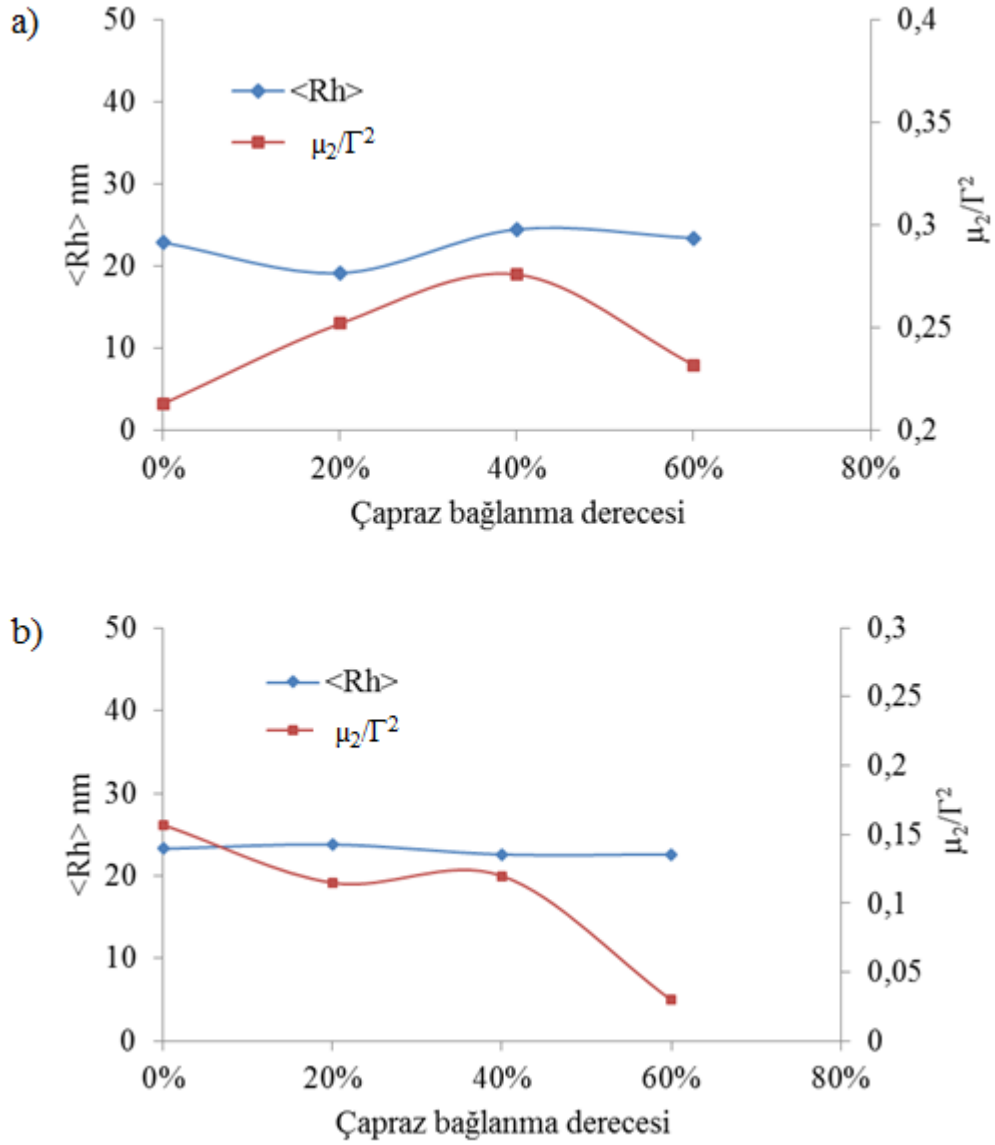 a)
50
40
30
20
10
0
<Rh> nm
<Rh>
μ₂/Γ²
0,4
0,35
0,3
0,25
0,2
μ₂/Γ²
0% 20% 40% 60% 80%
Çapraz bağlanma derecesi
b)
50
40
30
20
10
0
<Rh> nm
<Rh>
μ₂/Γ²
0,3
0,25
0,2
0,15
0,1
0,05
0
μ₂/Γ²
0% 20% 40% 60% 80%
Çapraz bağlanma derecesi